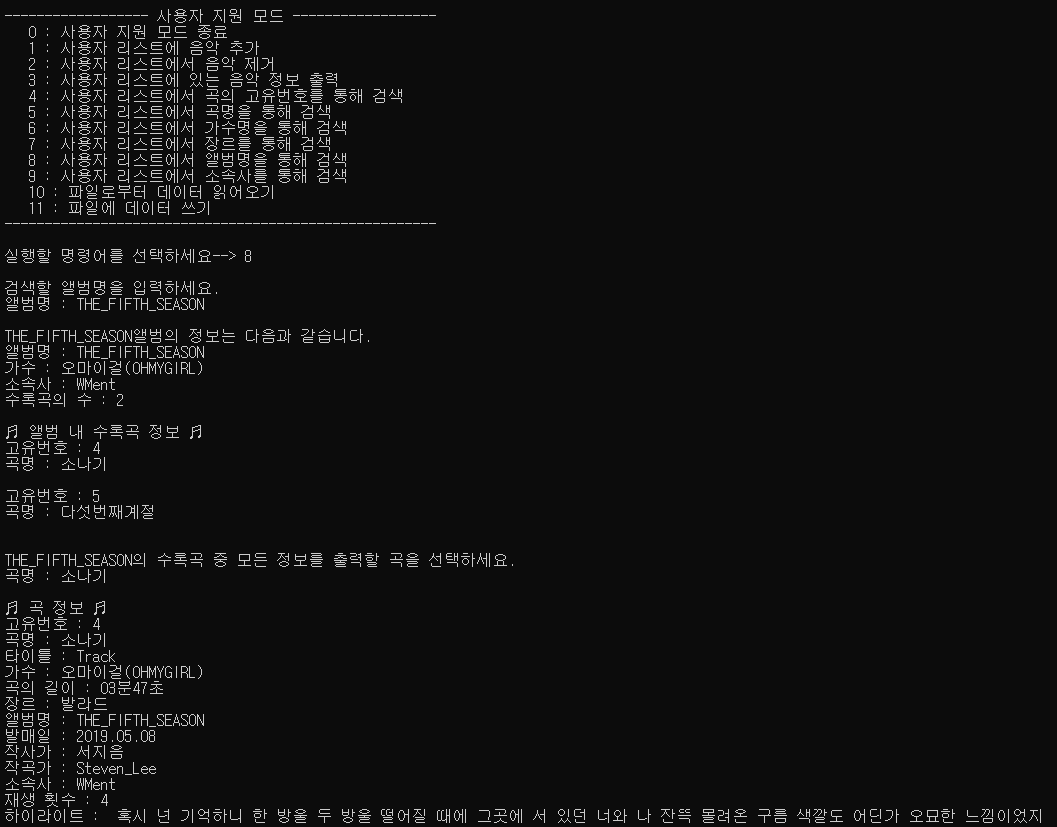 ------------------ 사용자 지원 모드 ------------------
0 : 사용자 지원 모드 종료
1 : 사용자 리스트에 음악 추가
2 : 사용자 리스트에서 음악 제거
3 : 사용자 리스트에 있는 음악 정보 출력
4 : 사용자 리스트에서 곡의 고유번호를 통해 검색
5 : 사용자 리스트에서 곡명을 통해 검색
6 : 사용자 리스트에서 가수명을 통해 검색
7 : 사용자 리스트에서 장르를 통해 검색
8 : 사용자 리스트에서 앨범명을 통해 검색
9 : 사용자 리스트에서 소속사를 통해 검색
10 : 파일로부터 데이터 읽어오기
11 : 파일에 데이터 쓰기
------------------------------------------------------
실행할 명령어를 선택하세요--> 8
검색할 앨범명을 입력하세요.
앨범명 : THE_FIFTH_SEASON
THE_FIFTH_SEASON앨범의 정보는 다음과 같습니다.
앨범명 : THE_FIFTH_SEASON
가수 : 오마이걸(OHMYGIRL)
소속사 : WMent
수록곡의 수 : 2
♬ 앨범 내 수록곡 정보 ♬
고유번호 : 4
곡명 : 소나기
고유번호 : 5
곡명 : 다섯번째계절
THE_FIFTH_SEASON의 수록곡 중 모든 정보를 출력할 곡을 선택하세요.
곡명 : 소나기
♬ 곡 정보 ♬
고유번호 : 4
곡명 : 소나기
타이틀 : Track
가수 : 오마이걸(OHMYGIRL)
곡의 길이 : 03분47초
장르 : 발라드
앨범명 : THE_FIFTH_SEASON
발매일 : 2019.05.08
작사가 : 서지음
작곡가 : Steven_Lee
소속사 : WMent
재생 횟수 : 4
하이라이트 :  혹시 넌 기억하니 한 방울 두 방울 떨어질 때에 그곳에 서 있던 너와 나 잔뜩 몰려온 구름 색깔도 어딘가 오묘한 느낌이었지